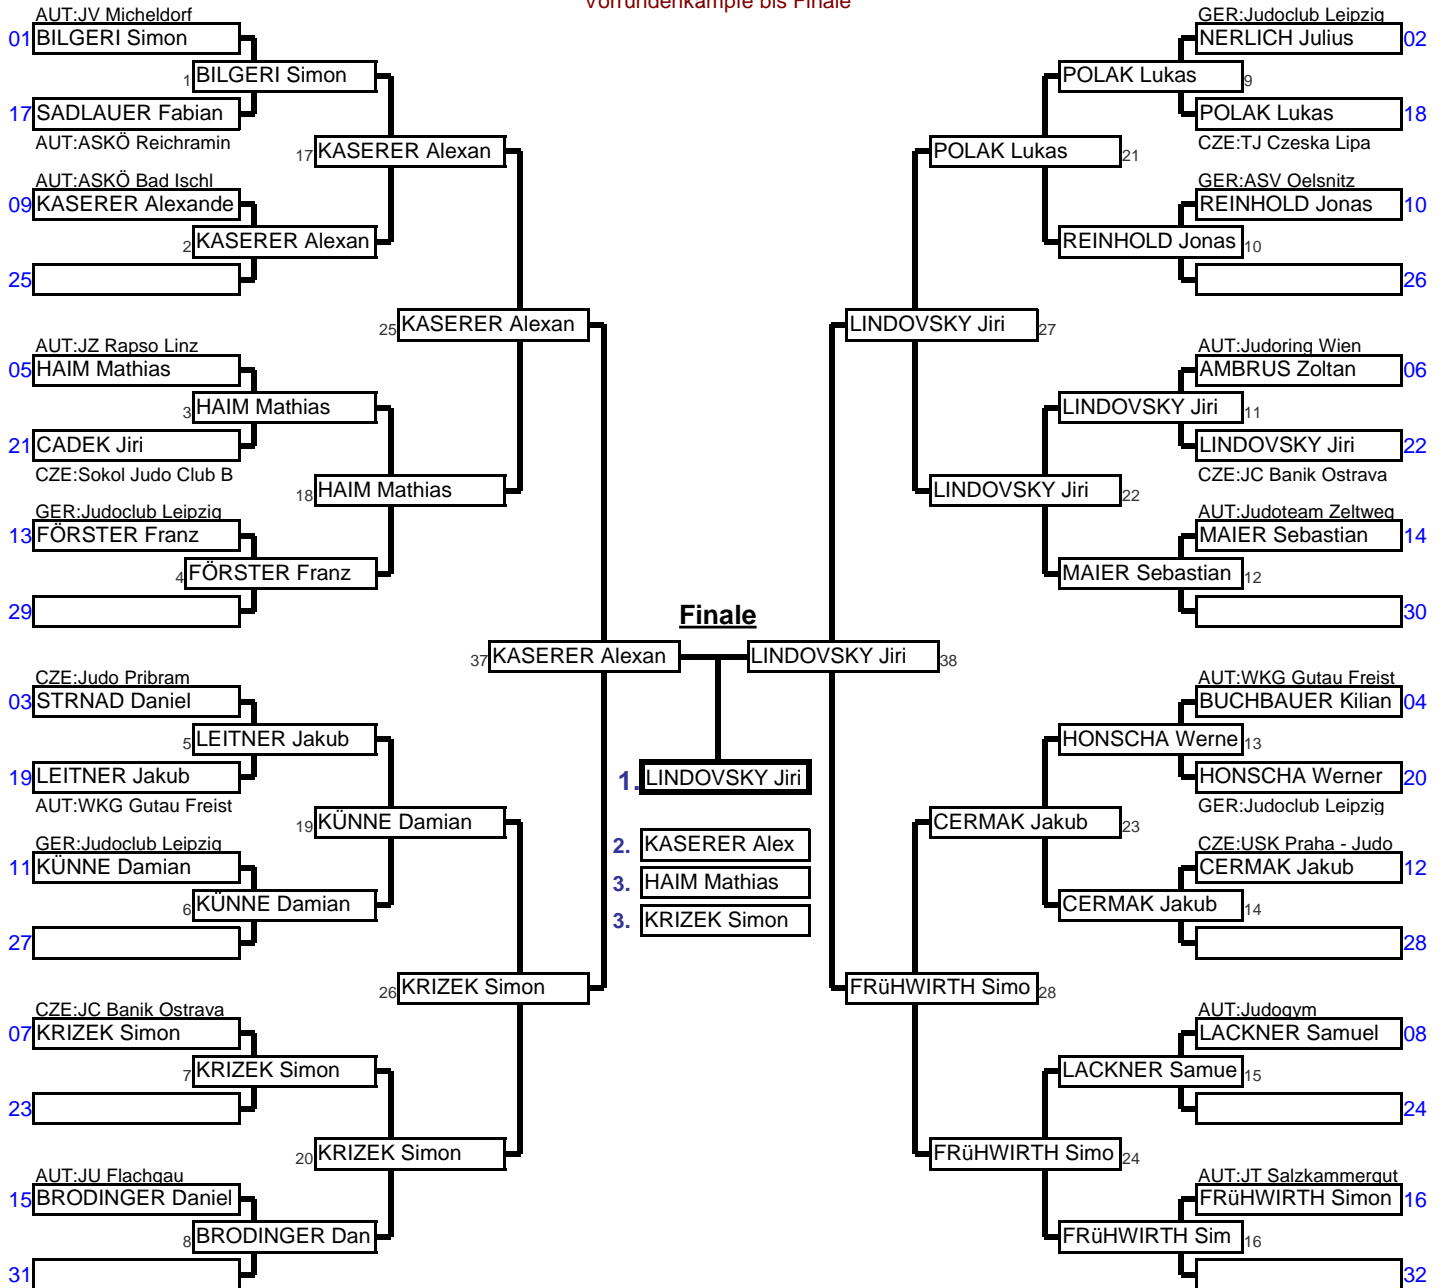 Vorrundenkämpfe bis Finale
AUT:JV Micheldorf
01 BILGERI Simon
1 BILGERI Simon
17 SADLAUER Fabian
AUT:ASKÖ Reichramin
17 KASERER Alexan
AUT:ASKÖ Bad Ischl
09 KASERER Alexande
2 KASERER Alexan
25
25 KASERER Alexan
AUT:JZ Rapso Linz
05 HAIM Mathias
3 HAIM Mathias
21 CADEK Jiri
CZE:Sokol Judo Club B
18 HAIM Mathias
GER:Judoclub Leipzig
13 FÖRSTER Franz
4 FÖRSTER Franz
29
37 KASERER Alexan
CZE:Judo Pribram
03 STRNAD Daniel
5 LEITNER Jakub
19 LEITNER Jakub
AUT:WKG Gutau Freist
19 KÜNNE Damian
GER:Judoclub Leipzig
11 KÜNNE Damian
6 KÜNNE Damian
27
26 KRIZEK Simon
CZE:JC Banik Ostrava
07 KRIZEK Simon
7 KRIZEK Simon
23
20 KRIZEK Simon
AUT:JU Flachgau
15 BRODINGER Daniel
8 BRODINGER Dan
31
Finale
1. LINDOVSKY Jiri
2. KASERER Alex
3. HAIM Mathias
3. KRIZEK Simon
GER:Judoclub Leipzig
NERLICH Julius 02
POLAK Lukas 9
POLAK Lukas 18
CZE:TJ Czeska Lipa
POLAK Lukas 21
GER:ASV Oelsnitz
REINHOLD Jonas 10
REINHOLD Jonas 10
26
LINDOVSKY Jiri 27
AUT:Judoring Wien
AMBRUS Zoltan 06
LINDOVSKY Jiri 11
LINDOVSKY Jiri 22
CZE:JC Banik Ostrava
LINDOVSKY Jiri 22
AUT:Judoteam Zeltweg
MAIER Sebastian 14
MAIER Sebastian 12
30
LINDOVSKY Jiri 38
AUT:WKG Gutau Freist
BUCHBAUER Kilian 04
HONSCHA Werne 13
HONSCHA Werner 20
GER:Judoclub Leipzig
CERMAK Jakub 23
CZE:USK Praha - Judo
CERMAK Jakub 12
CERMAK Jakub 14
28
FRüHWIRTH Simo 28
AUT:Judogym
LACKNER Samuel 08
LACKNER Samue 15
24
FRüHWIRTH Simo 24
AUT:JT Salzkammergut
FRüHWIRTH Simon 16
FRüHWIRTH Sim 16
32